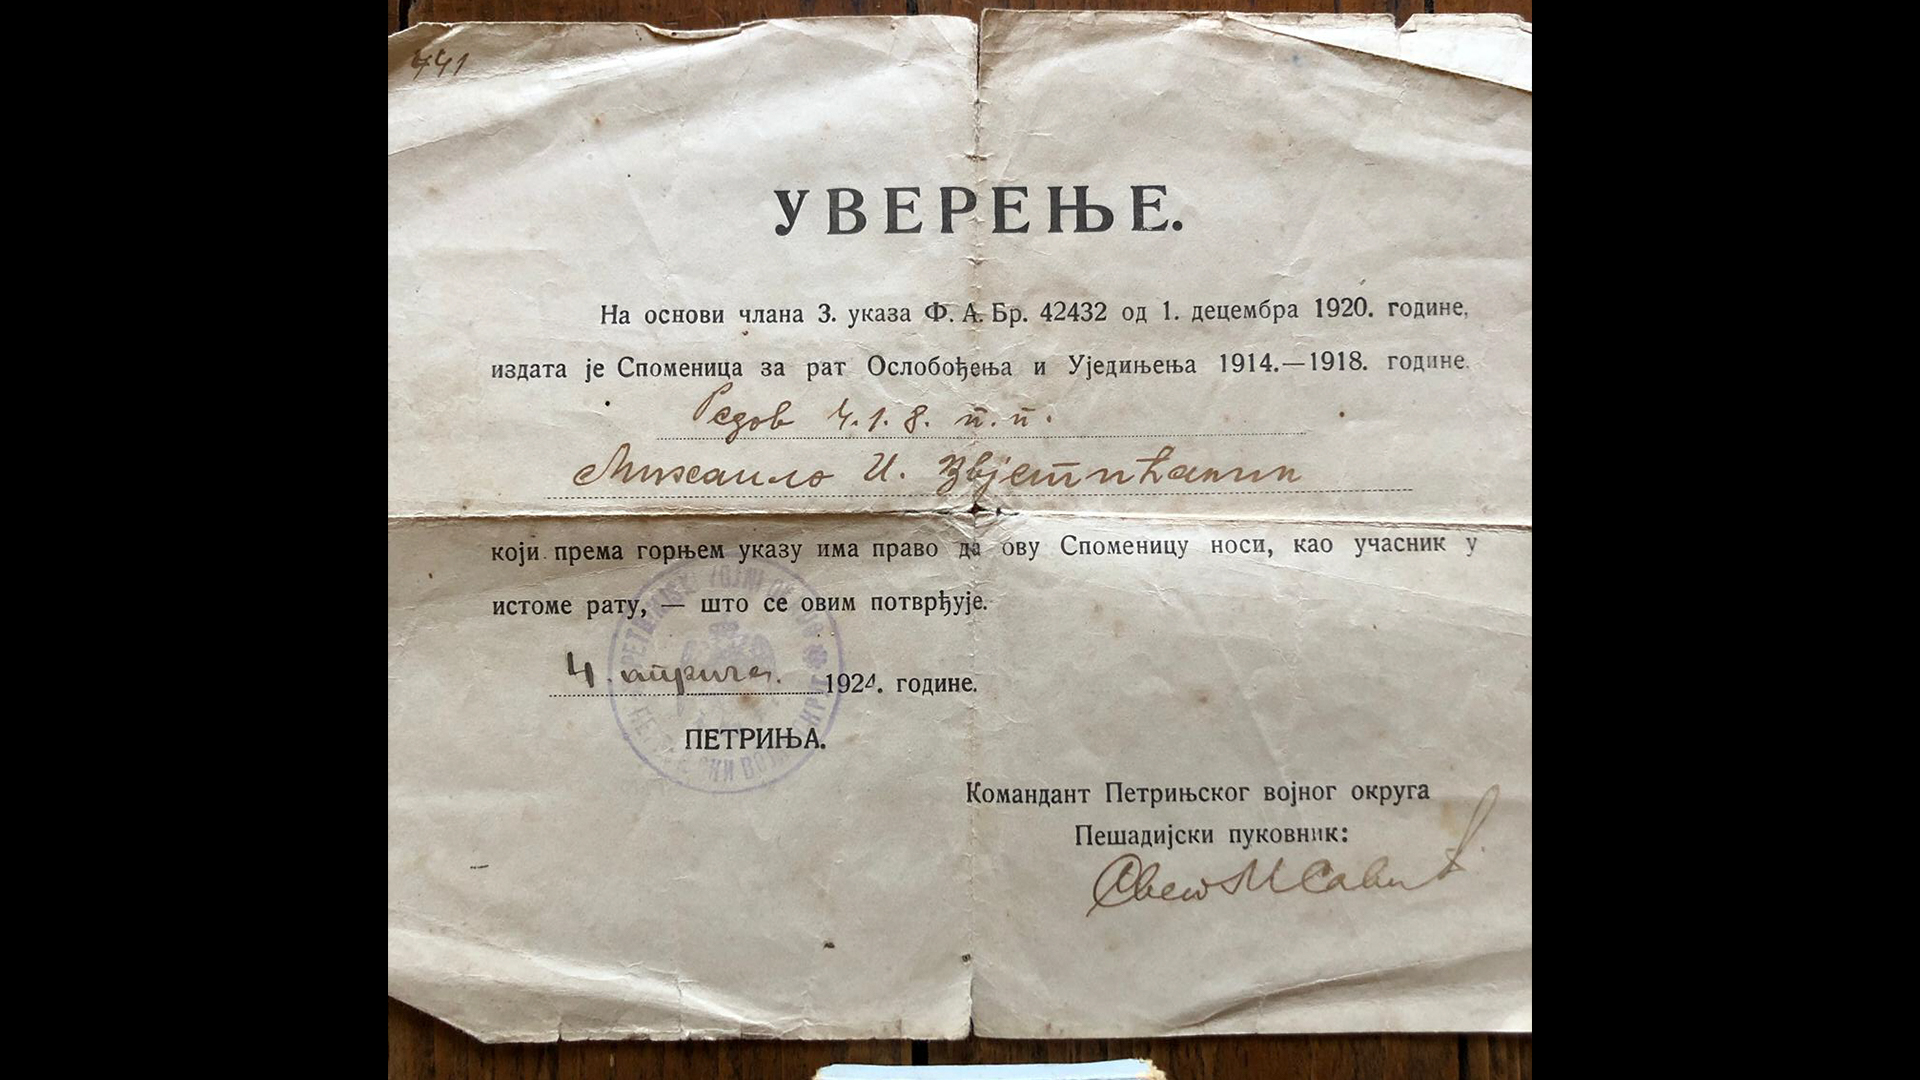 441
УВЕРЕЊЕ.
На основи члана 3. указа Ф. А. Бр. 42432 од 1. децембра 1920. године,
издата је Споменица за рат Ослобођења и Уједињења 1914.—1918. године.
Редов ч.1.8. п.п.
Михаило И. Звјетићанин
који према горњем указу има право да ову Споменицу носи, као учасник у
истоме рату, — што се овим потврђује.
4. априла. 1924. године.
ПЕТРИЊА.
Командант Петрињског војног округа
Пешадијски пуковник:
Свет М Савић